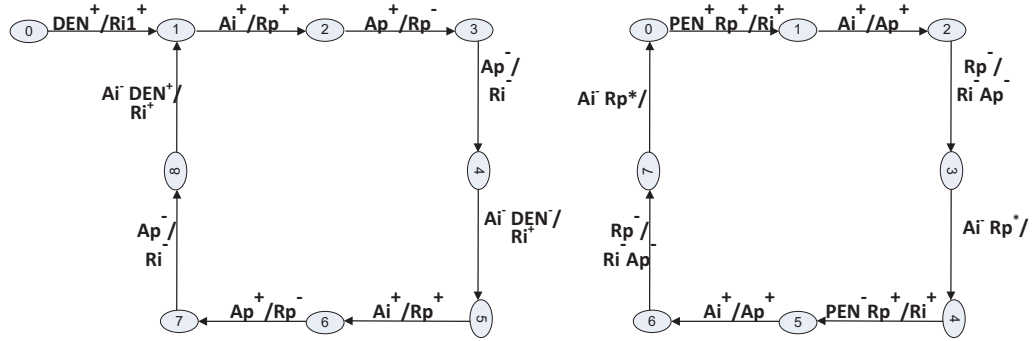 0 DEN⁺/Ri1⁺ 1 Ai⁺/Rp⁺ 2 Ap⁺/Rp⁻ 3
Ap⁻/
Ri⁻
4
Ai⁻ DEN⁻/
Ri⁺
5
Ai⁺/Rp⁺
6
Ap⁺/Rp⁻
7
Ap⁻/
Ri⁻
8
Ai⁻ DEN⁺/
Ri⁺
0 PEN⁺ Rp⁺/Ri⁺ 1 Ai⁺/Ap⁺ 2
Rp⁻/
Ri⁻ Ap⁻
3
Ai⁻ Rp*/
4
PEN⁻ Rp⁺/Ri⁺
5
Ai⁺/Ap⁺
6
Rp⁻/
Ri⁻ Ap⁻
7
Ai⁻ Rp*/